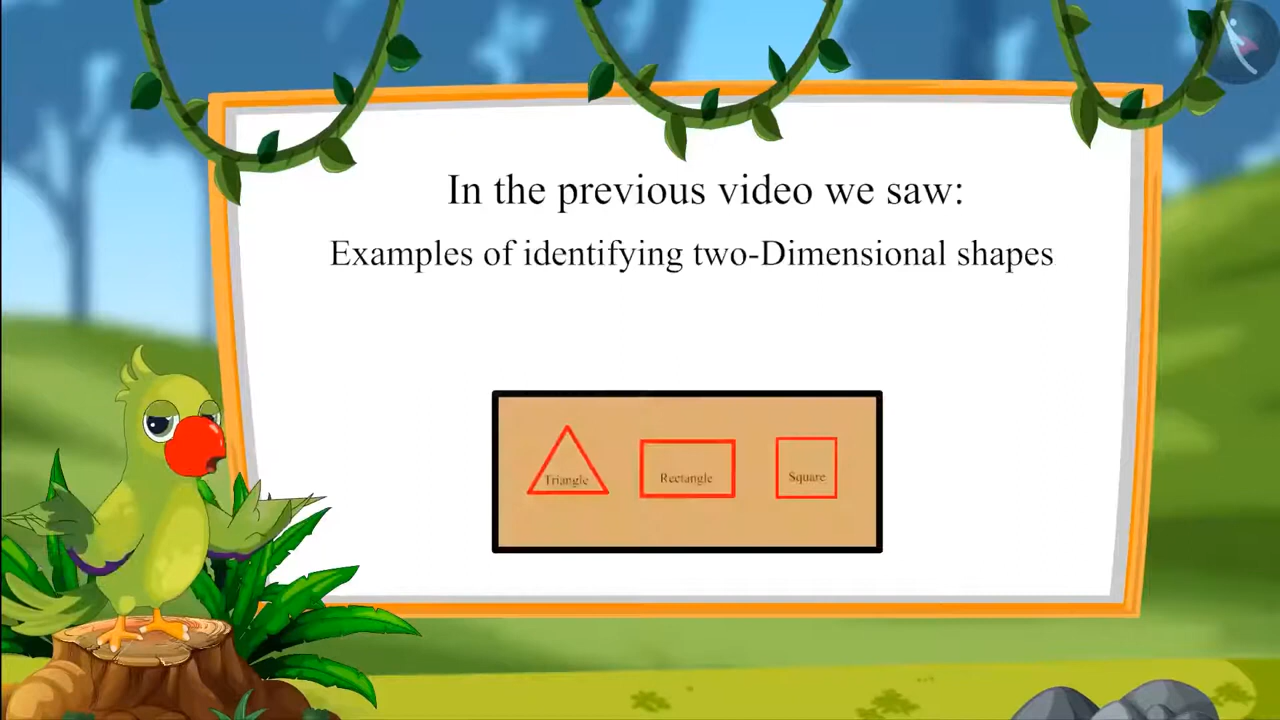 In the previous video we saw:
Examples of identifying two-Dimensional shapes
Triangle Rectangle Square